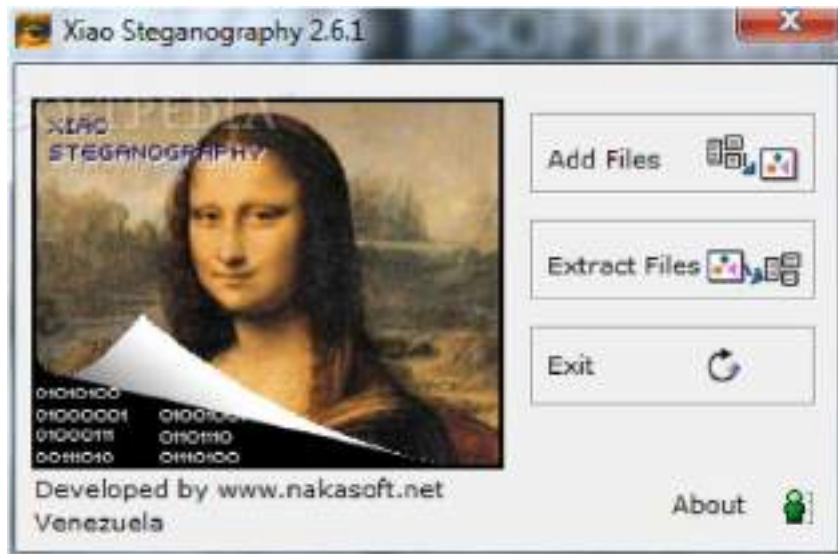 Xiao Steganography 2.6.1
SOFTPEDIA
XIAO
STEGANOGRAPHY
Add Files
Extract Files
Exit
01010100
01000001
01000111 01101110
00111010 01110100
Developed by www.nakasoft.net
Venezuela
About